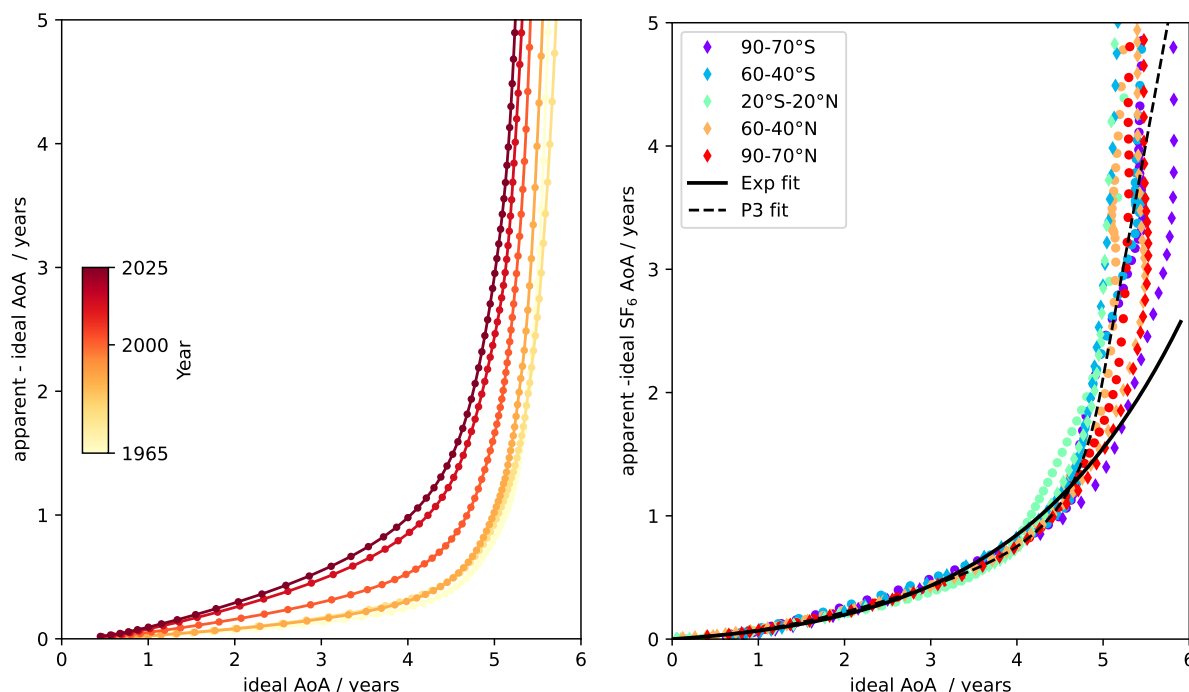 5
4
3
2
1
0
apparent - ideal AoA / years
0 1 2 3 4 5 6
ideal AoA / years
2025
2000
1965
Year
5
4
3
2
1
0
apparent -ideal SF₆ AoA / years
90-70°S
60-40°S
20°S-20°N
60-40°N
90-70°N
Exp fit
P3 fit
0 1 2 3 4 5 6
ideal AoA / years